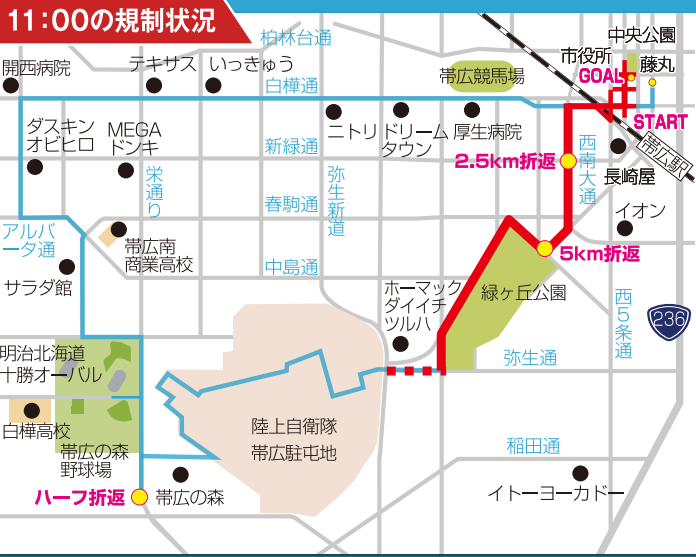 11：00の規制状況
柏林台通
中央公園
市役所
藤丸
GOAL
START
開西病院
テキサス
いっきゅう
白樺通
帯広競馬場
ダスキン
オビヒロ
MEGA
ドンキ
ニトリ
ドリーム
タウン
厚生病院
新緑通
2.5km折返
西南大通
帯広駅
長崎屋
栄通り
弥生新道
春駒通
イオン
アルバ
ータ通
帯広南
商業高校
5km折返
サラダ館
中島通
ホーマック
ダイイチ
ツルハ
緑ヶ丘公園
西5条通
236
明治北海道
十勝オーバル
弥生通
白樺高校
陸上自衛隊
帯広駐屯地
帯広の森
野球場
稲田通
ハーフ折返
帯広の森
イトーヨーカドー